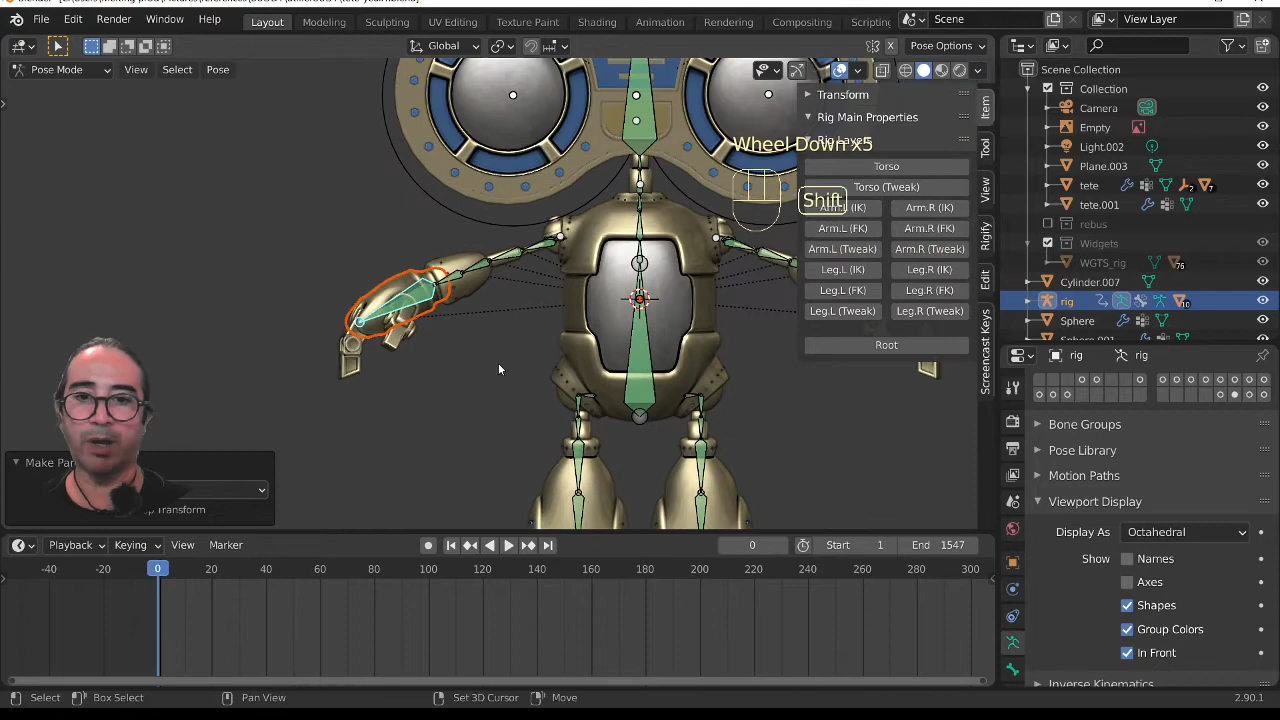 File Edit Render Window Help Layout Modeling Sculpting UV Editing Texture Paint Shading Animation Rendering Compositing Scripting Scene View Layer
Global Pose Options
Pose Mode View Select Pose
Scene Collection
Collection
Camera
Empty
Light.002
Plane.003
tete 2 7
tete.001
rebus
Widgets
WGTS_rig 76
Cylinder.007
rig 10
Sphere
Transform
Rig Main Properties
Wheel Down x5
Torso
Shift
Torso (Tweak)
Arm.R (IK)
Arm.L (FK) Arm.R (FK)
Arm.L (Tweak) Arm.R (Tweak)
Leg.L (IK) Leg.R (IK)
Leg.L (FK) Leg.R (FK)
Leg.L (Tweak) Leg.R (Tweak)
Root
Item
Tool
View
Rigify
Edit
Screencast Keys
rig rig
Bone Groups
Pose Library
Motion Paths
Viewport Display
Display As Octahedral
Show Names
Axes
Shapes
Group Colors
In Front
Transform
Playback Keying View Marker 0 Start 1 End 1547
-40 -20 0 20 40 60 80 100 120 140 160 180 200 220 240 260 280 300
Select Box Select Pan View Set 3D Cursor Move 2.90.1